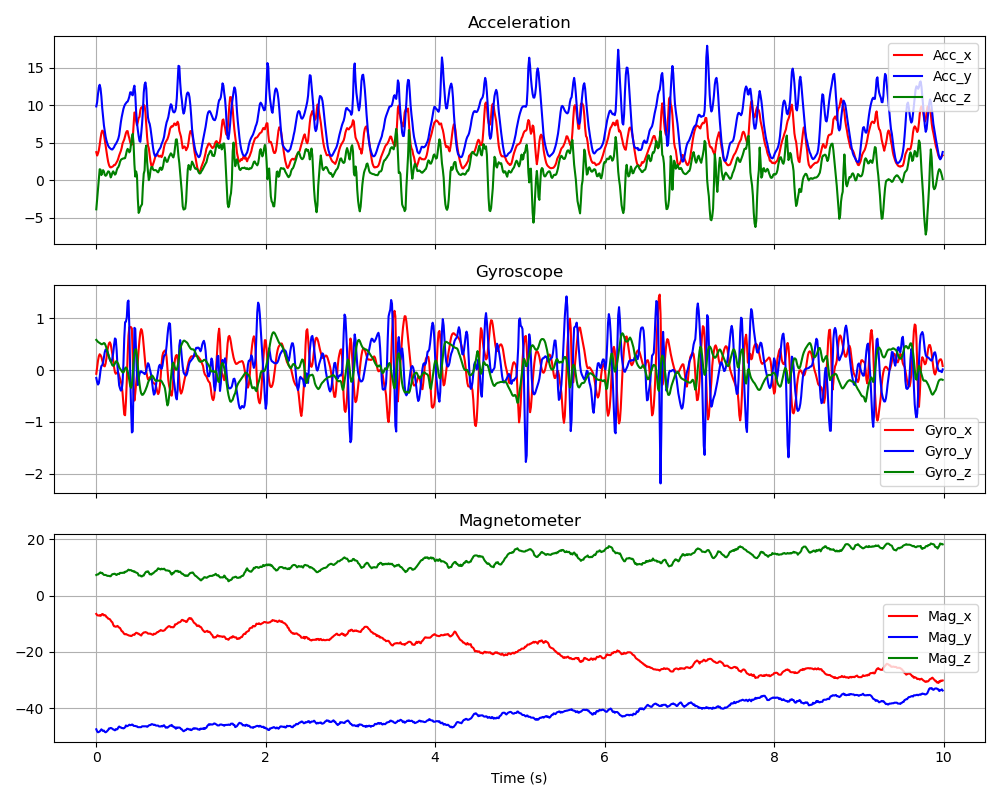 Acceleration
15
10
5
0
−5
Acc_x
Acc_y
Acc_z
Gyroscope
1
0
−1
−2
Gyro_x
Gyro_y
Gyro_z
Magnetometer
20
0
−20
−40
Mag_x
Mag_y
Mag_z
0 2 4 6 8 10
Time (s)